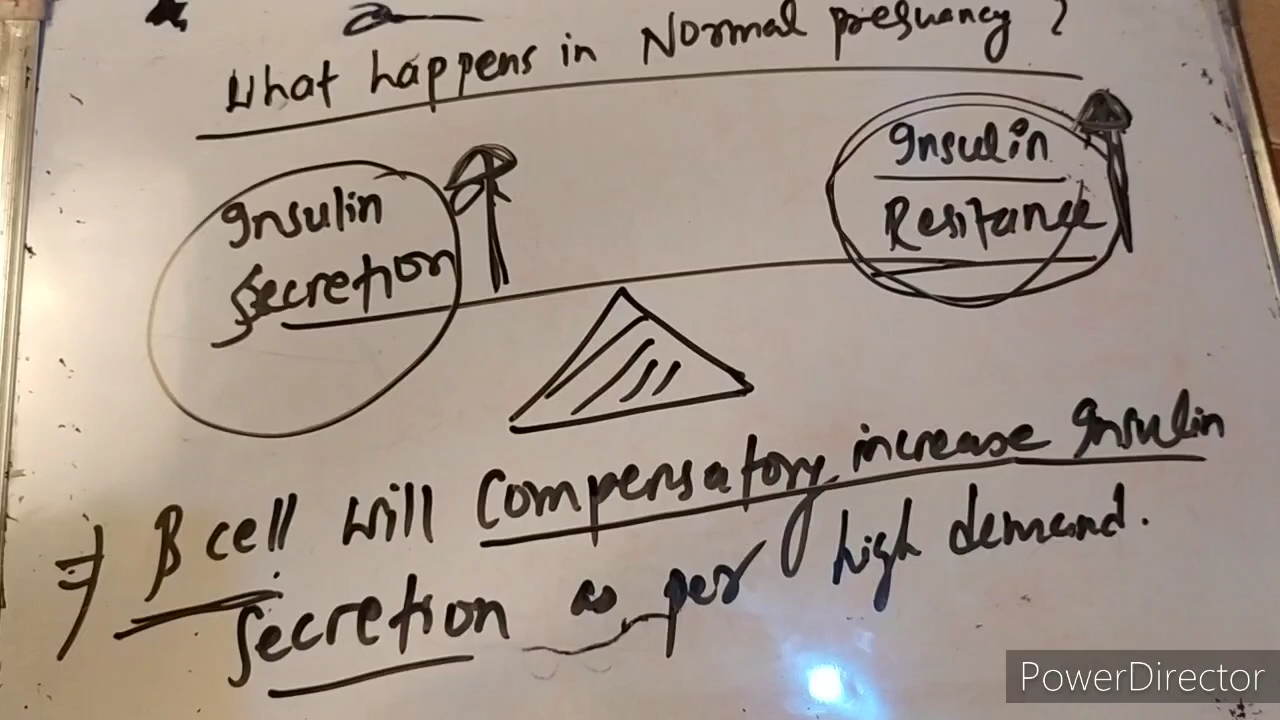 What happens in Normal pregnancy ?
Insulin
Secretion
Insulin
Resitance
⇒ β cell will compensatory increase Insulin
Secretion as per high demand.
PowerDirector